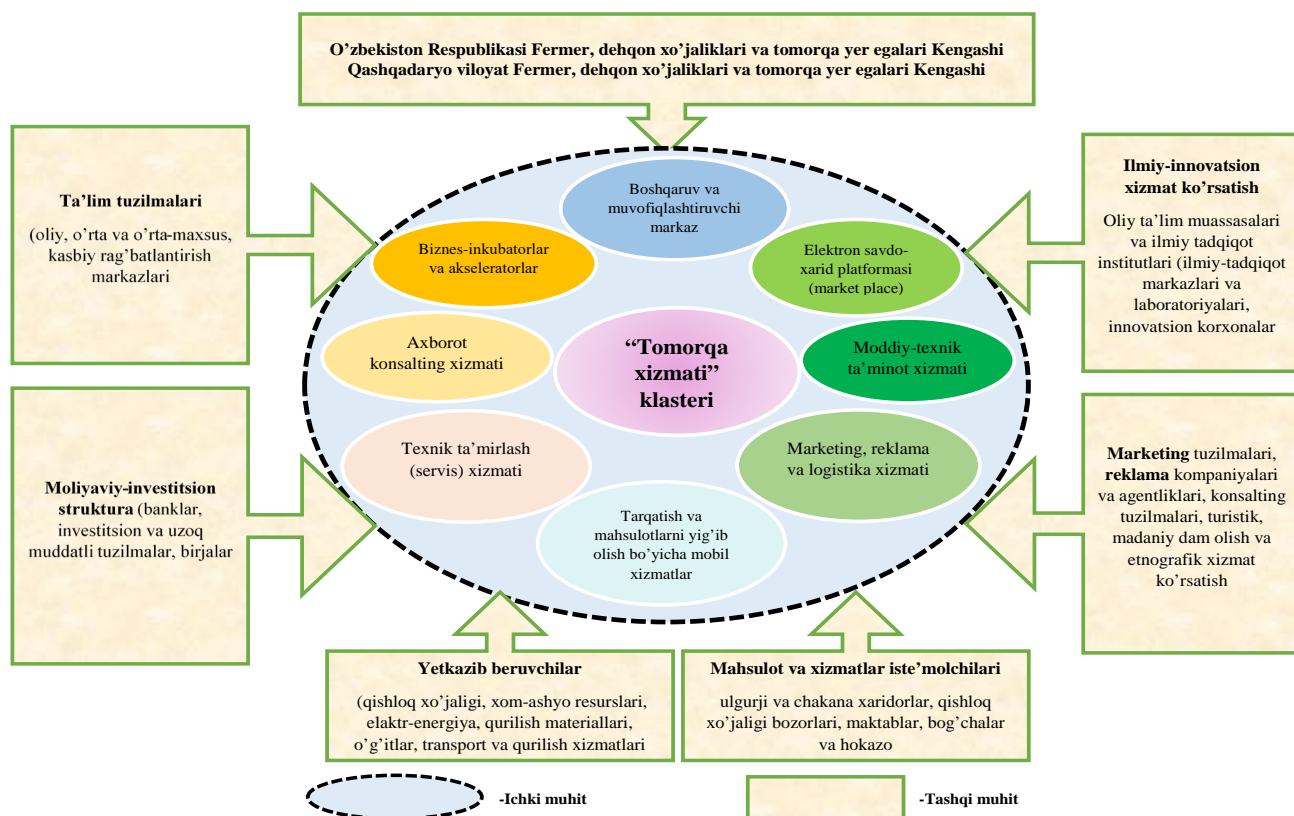 O’zbekiston Respublikasi Fermer, dehqon xo’jaliklari va tomorqa yer egalari Kengashi
Qashqadaryo viloyat Fermer, dehqon xo’jaliklari va tomorqa yer egalari Kengashi
Ta’lim tuzilmalari
(oliy, o’rta va o’rta-maxsus,
kasbiy rag’batlantirish
markazlari
Ilmiy-innovatsion
xizmat ko’rsatish
Oliy ta’lim muassasalari
va ilmiy tadqiqot
institutlari (ilmiy-tadqiqot
markazlari va
laboratoriyalari,
innovatsion korxonalar
Boshqaruv va
muvofiqlashtiruvchi
markaz
Biznes-inkubatorlar
va akseleratorlar
Elektron savdo-
xarid platformasi
(market place)
Axborot
konsalting xizmati
“Tomorqa
xizmati”
klasteri
Moddiy-texnik
ta’minot xizmati
Texnik ta’mirlash
(servis) xizmati
Marketing, reklama
va logistika xizmati
Tarqatish va
mahsulotlarni yig’ib
olish bo’yicha mobil
xizmatlar
Moliyaviy-investitsion
struktura (banklar,
investitsion va uzoq
muddatli tuzilmalar, birjalar
Marketing tuzilmalari,
reklama kompaniyalari
va agentliklari, konsalting
tuzilmalari, turistik,
madaniy dam olish va
etnografik xizmat
ko’rsatish
Yetkazib beruvchilar
(qishloq xo’jaligi, xom-ashyo resurslari,
elaktr-energiya, qurilish materiallari,
o’g’itlar, transport va qurilish xizmatlari
Mahsulot va xizmatlar iste’molchilari
ulgurji va chakana xaridorlar, qishloq
xo’jaligi bozorlari, maktablar, bog’chalar
va hokazo
-Ichki muhit
-Tashqi muhit